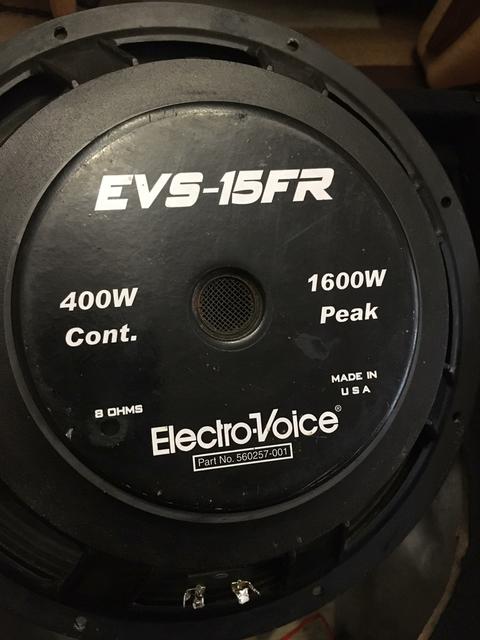 EVS-15FR
400W
Cont.
1600W
Peak
8 OHMS
MADE IN
USA
Electro-Voice®
Part No. 560257-001